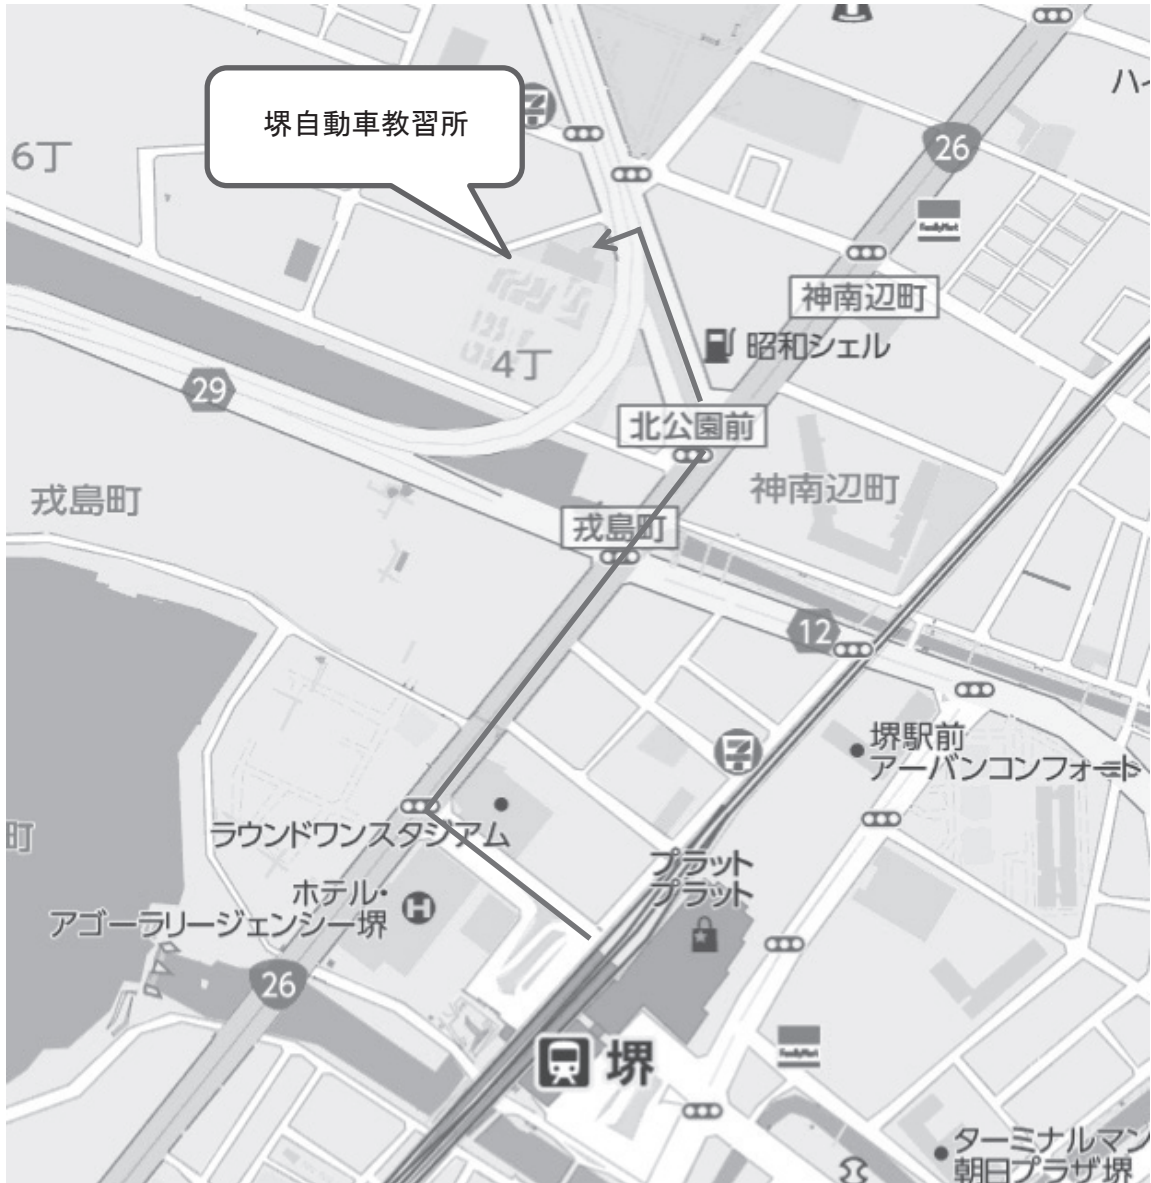 ハイ
堺自動車教習所
26
6丁
FamilyMart
神南辺町
昭和シェル
4丁
29
北公園前
戎島町
神南辺町
戎島町
12
堺駅前
アーバンコンフォート
町
ラウンドワンスタジアム
プラット
プラット
ホテル・
アゴーラリージェンシー堺
H
26
FamilyMart
堺
ターミナルマン
朝日プラザ堺